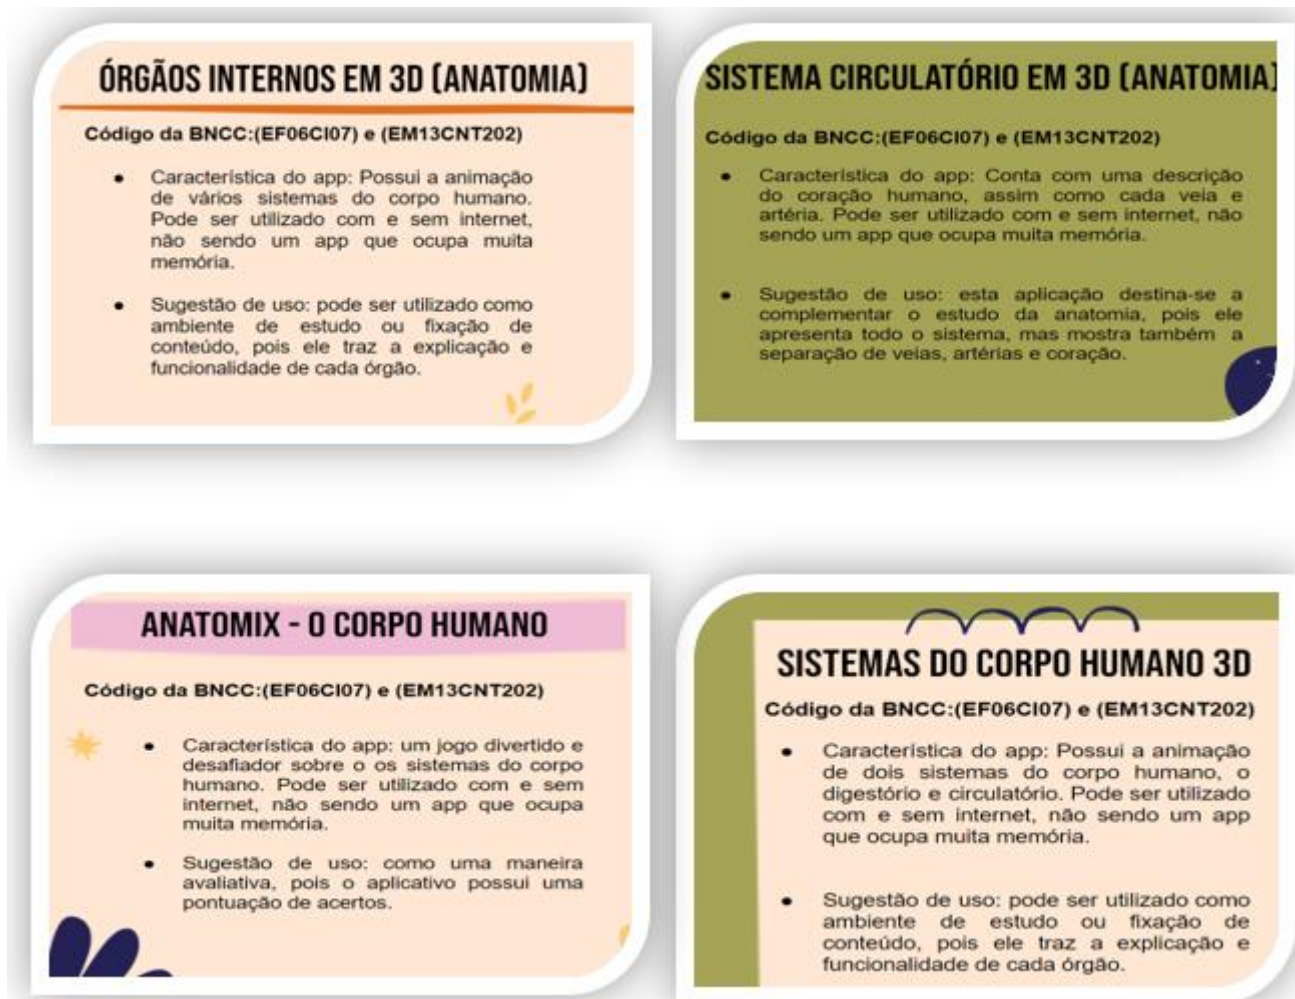 ÓRGÃOS INTERNOS EM 3D (ANATOMIA)
Código da BNCC:(EF06CI07) e (EM13CNT202)
● Característica do app: Possui a animação
de vários sistemas do corpo humano.
Pode ser utilizado com e sem internet,
não sendo um app que ocupa muita
memória.
● Sugestão de uso: pode ser utilizado como
ambiente de estudo ou fixação de
conteúdo, pois ele traz a explicação e
funcionalidade de cada órgão.
SISTEMA CIRCULATÓRIO EM 3D (ANATOMIA)
Código da BNCC:(EF06CI07) e (EM13CNT202)
● Característica do app: Conta com uma descrição
do coração humano, assim como cada veia e
artéria. Pode ser utilizado com e sem internet, não
sendo um app que ocupa muita memória.
● Sugestão de uso: esta aplicação destina-se a
complementar o estudo da anatomia, pois ele
apresenta todo o sistema, mas mostra também a
separação de veias, artérias e coração.
ANATOMIX - O CORPO HUMANO
Código da BNCC:(EF06CI07) e (EM13CNT202)
● Característica do app: um jogo divertido e
desafiador sobre o os sistemas do corpo
humano. Pode ser utilizado com e sem
internet, não sendo um app que ocupa
muita memória.
● Sugestão de uso: como uma maneira
avaliativa, pois o aplicativo possui uma
pontuação de acertos.
SISTEMAS DO CORPO HUMANO 3D
Código da BNCC:(EF06CI07) e (EM13CNT202)
● Característica do app: Possui a animação
de dois sistemas do corpo humano, o
digestório e circulatório. Pode ser utilizado
com e sem internet, não sendo um app
que ocupa muita memória.
● Sugestão de uso: pode ser utilizado como
ambiente de estudo ou fixação de
conteúdo, pois ele traz a explicação e
funcionalidade de cada órgão.